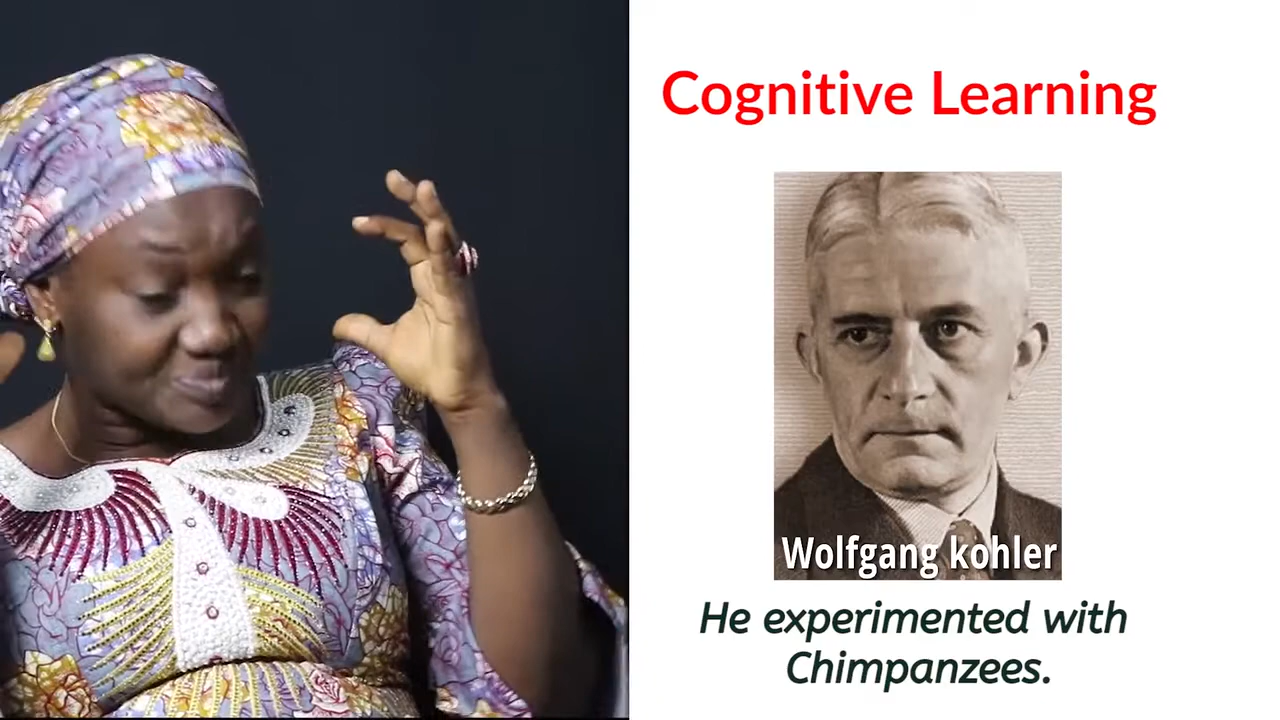 Cognitive Learning
Wolfgang kohler
He experimented with
Chimpanzees.